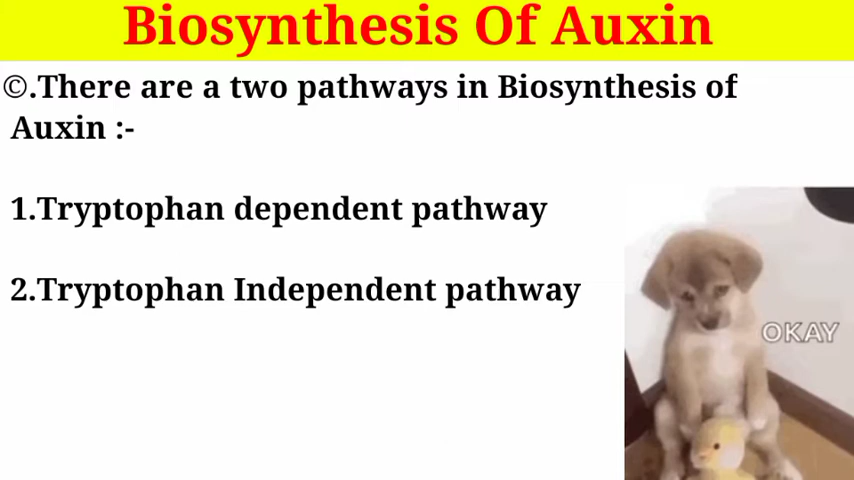 Biosynthesis Of Auxin
©.There are a two pathways in Biosynthesis of
Auxin :-
1.Tryptophan dependent pathway
2.Tryptophan Independent pathway
OKAY